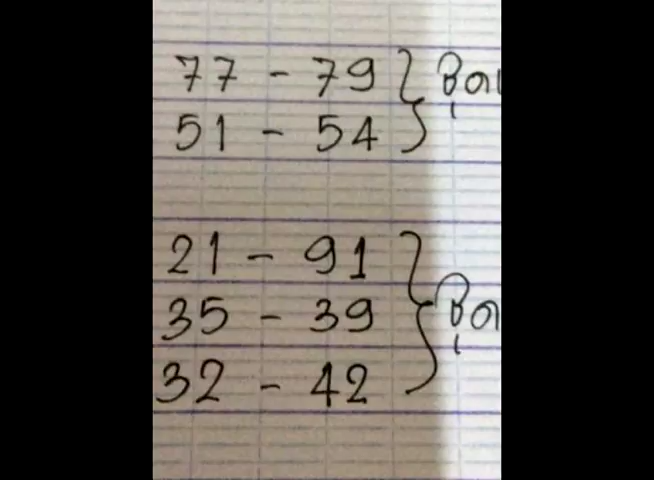 77 - 79
51 - 54
21 - 91
35 - 39
32 - 42